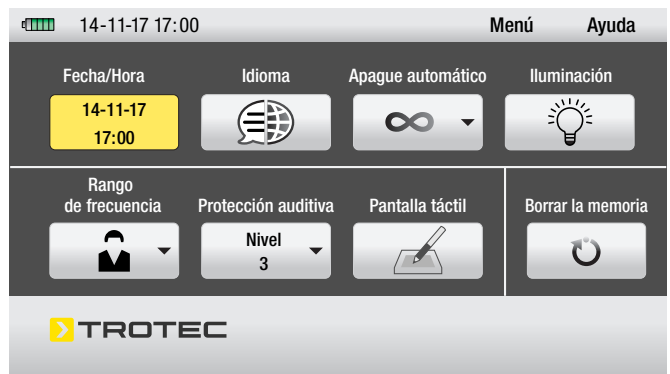 14-11-17 17:00
Menú
Ayuda
Fecha/Hora
Idioma
Apague automático
Iluminación
14-11-17
17:00
Rango
de frecuencia
Protección auditiva
Pantalla táctil
Borrar la memoria
Nivel
3
TROTEC